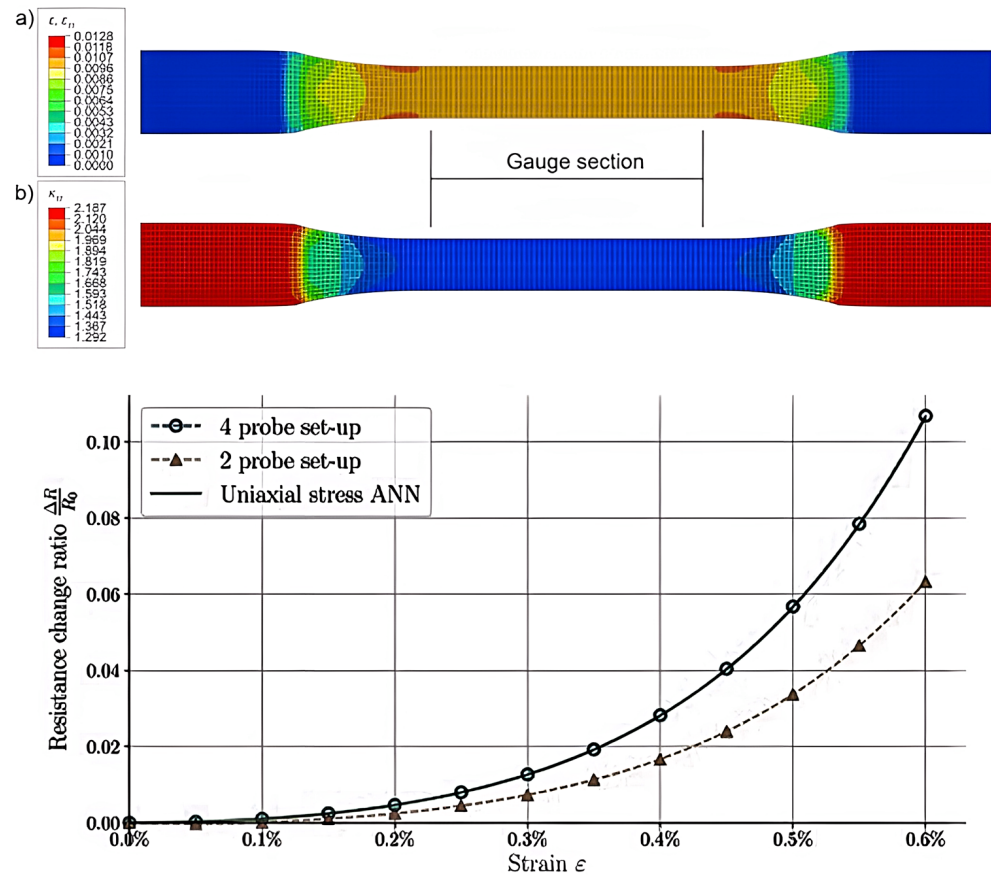 a)
ε, ε₁₁
0.0128
0.0118
0.0107
0.0096
0.0086
0.0075
0.0064
0.0053
0.0043
0.0032
0.0021
0.0010
0.0000
Gauge section
b)
κ₁₁
2.187
2.120
2.044
1.969
1.894
1.819
1.743
1.668
1.593
1.518
1.443
1.367
1.292
4 probe set-up
2 probe set-up
Uniaxial stress ANN
Resistance change ratio ΔR/R₀
0.10
0.08
0.06
0.04
0.02
0.00
0.0% 0.1% 0.2% 0.3% 0.4% 0.5% 0.6%
Strain ε